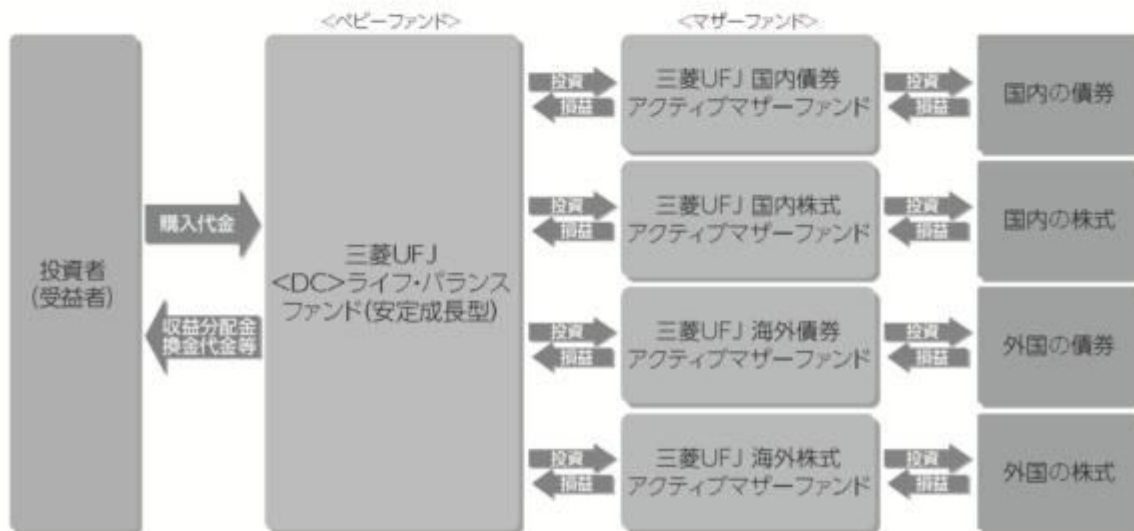 <ベビーファンド>
<マザーファンド>
投資者
(受益者)
購入代金
収益分配金
換金代金等
三菱UFJ
<DC>ライフ・バランス
ファンド(安定成長型)
投資
損益
三菱UFJ 国内債券
アクティブマザーファンド
投資
損益
国内の債券
投資
損益
三菱UFJ 国内株式
アクティブマザーファンド
投資
損益
国内の株式
投資
損益
三菱UFJ 海外債券
アクティブマザーファンド
投資
損益
外国の債券
投資
損益
三菱UFJ 海外株式
アクティブマザーファンド
投資
損益
外国の株式